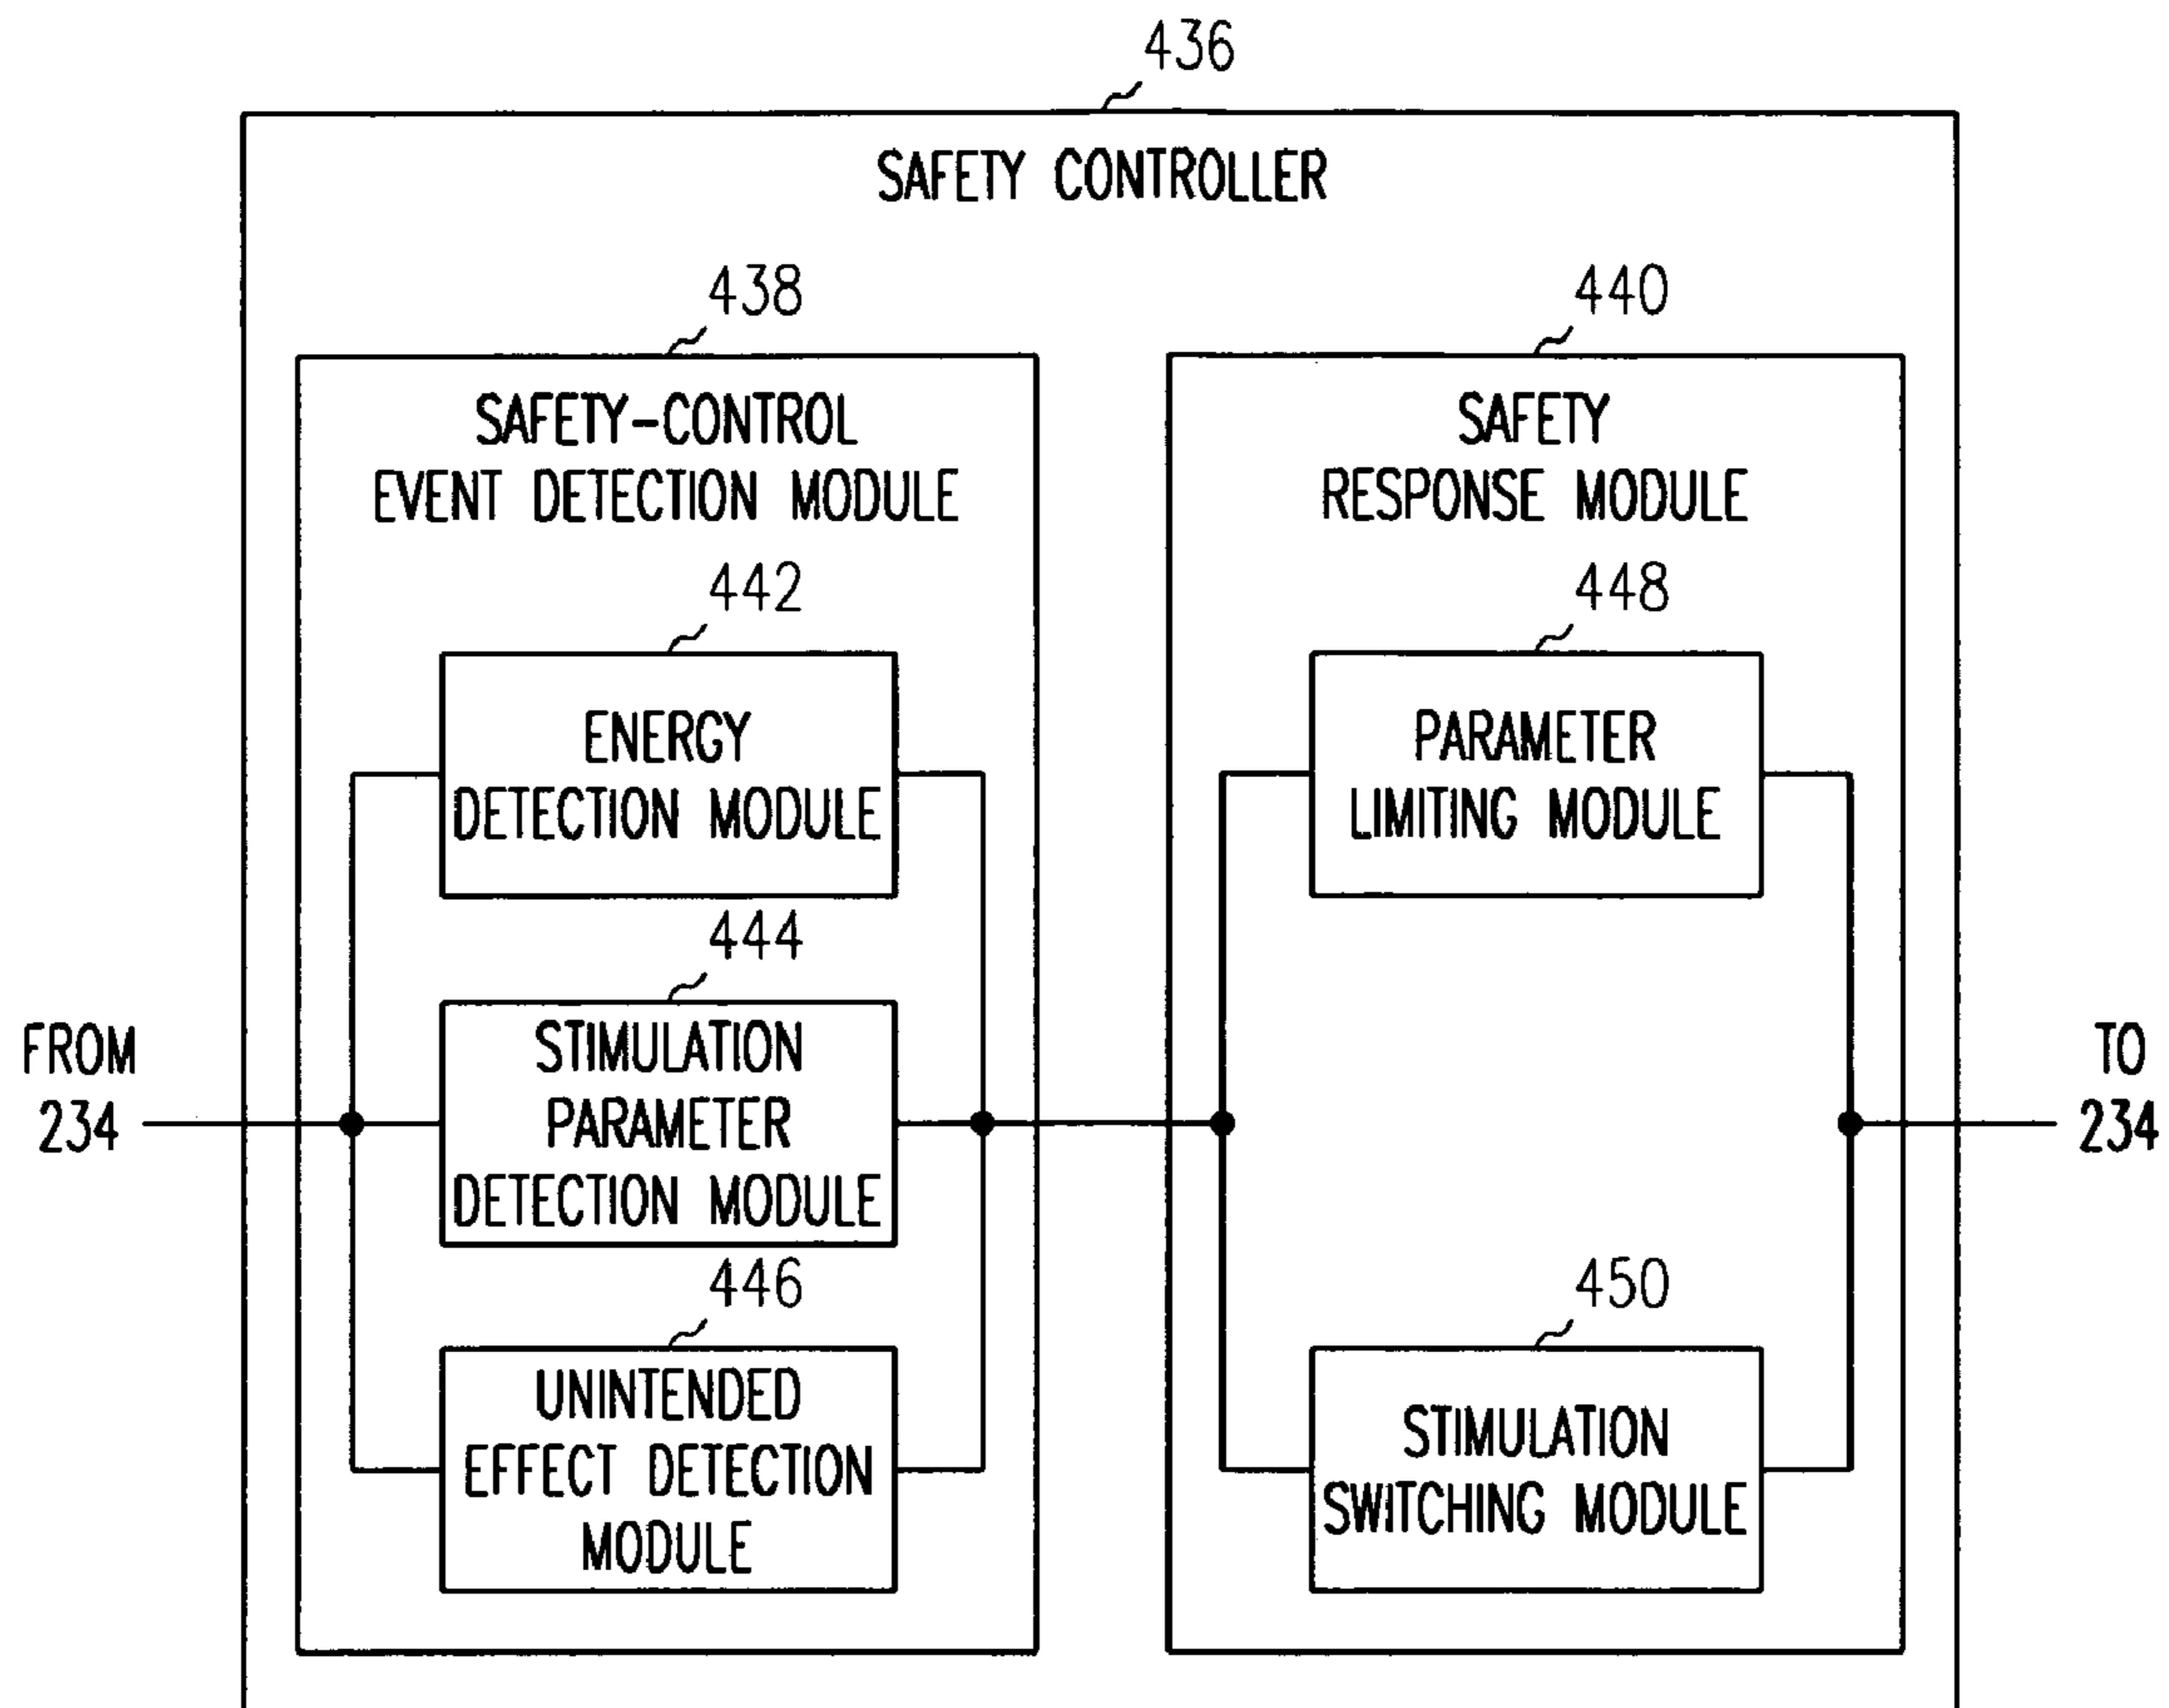 436
SAFETY CONTROLLER
438
SAFETY-CONTROL
EVENT DETECTION MODULE
442
ENERGY
DETECTION MODULE
444
STIMULATION
PARAMETER
DETECTION MODULE
446
UNINTENDED
EFFECT DETECTION
MODULE
440
SAFETY
RESPONSE MODULE
448
PARAMETER
LIMITING MODULE
450
STIMULATION
SWITCHING MODULE
FROM
234
TO
234